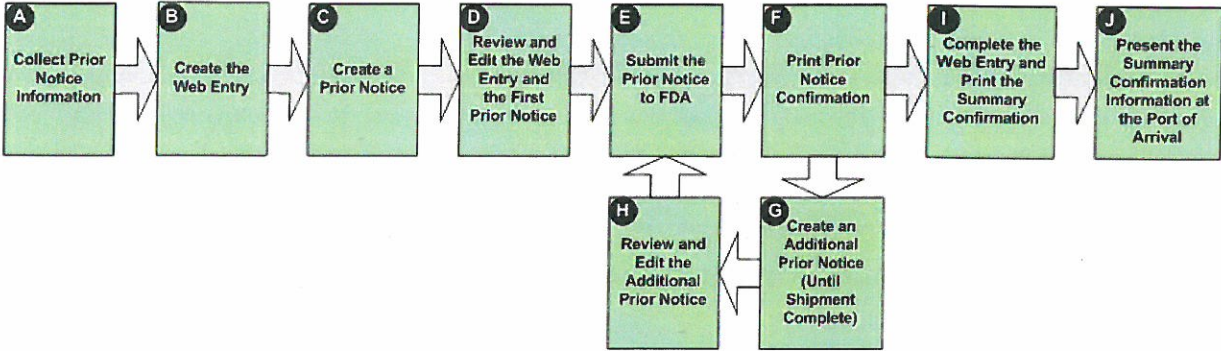 A
Collect Prior
Notice
Information
B
Create the
Web Entry
C
Create a
Prior Notice
D
Review and
Edit the Web
Entry and
the First
Prior Notice
E
Submit the
Prior Notice
to FDA
F
Print Prior
Notice
Confirmation
I
Complete the
Web Entry and
Print the
Summary
Confirmation
J
Present the
Summary
Confirmation
Information at
the Port of
Arrival
H
Review and
Edit the
Additional
Prior Notice
G
Create an
Additional
Prior Notice
(Until
Shipment
Complete)